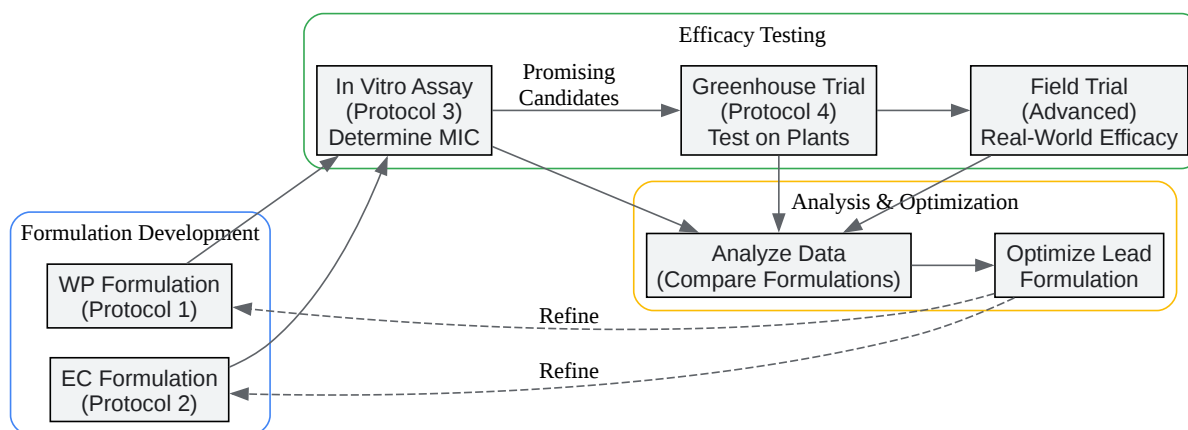 Efficacy Testing
In Vitro Assay
(Protocol 3)
Determine MIC
Promising
Candidates
Greenhouse Trial
(Protocol 4)
Test on Plants
Field Trial
(Advanced)
Real-World Efficacy
Formulation Development
WP Formulation
(Protocol 1)
EC Formulation
(Protocol 2)
Analysis & Optimization
Analyze Data
(Compare Formulations)
Optimize Lead
Formulation
Refine
Refine